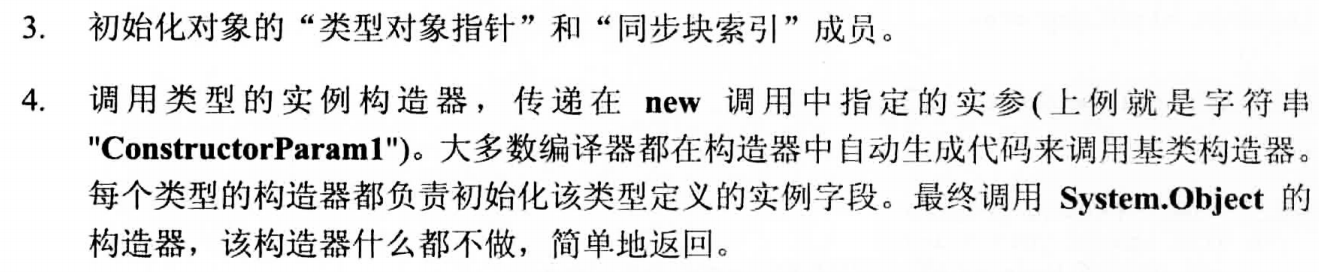 3. 初始化对象的“类型对象指针”和“同步块索引”成员。
4. 调用类型的实例构造器，传递在 new 调用中指定的实参(上例就是字符串
"ConstructorParam1")。大多数编译器都在构造器中自动生成代码来调用基类构造器。
每个类型的构造器都负责初始化该类型定义的实例字段。最终调用 System.Object 的
构造器，该构造器什么都不做，简单地返回。